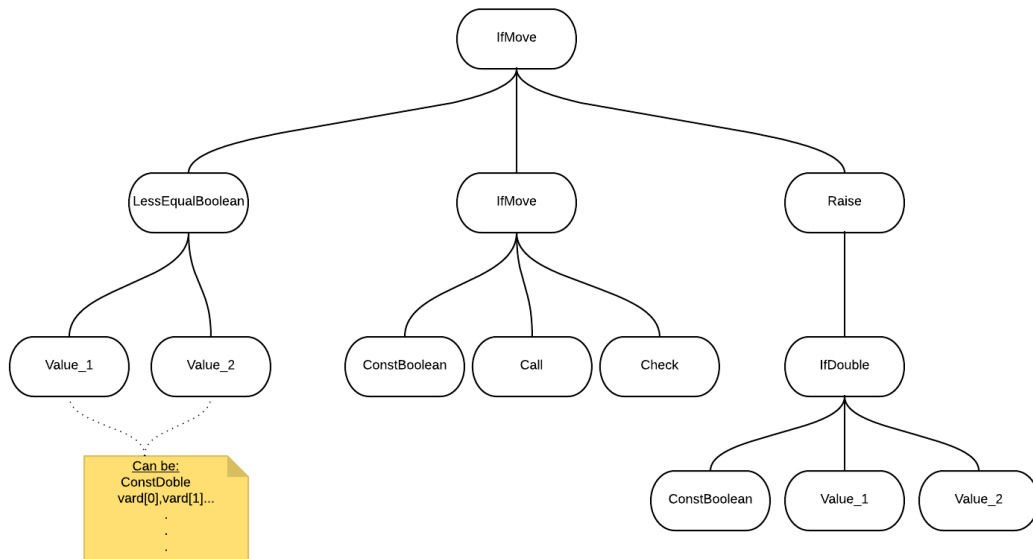 IfMove
LessEqualBoolean
IfMove
Raise
Value_1
Value_2
ConstBoolean
Call
Check
IfDouble
Can be:
ConstDoble
vard[0],vard[1]...
.
.
.
ConstBoolean
Value_1
Value_2